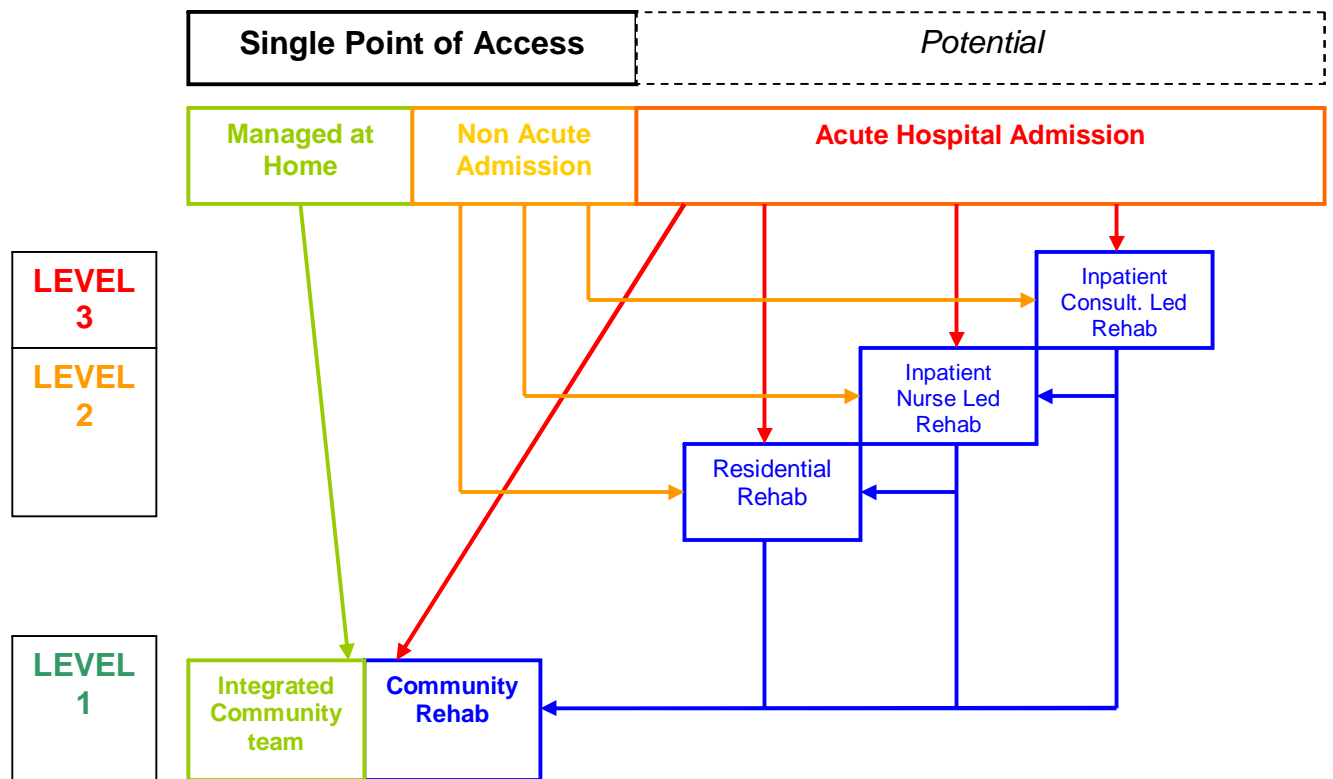 Single Point of Access
Potential
Managed at
Home
Non Acute
Admission
Acute Hospital Admission
LEVEL
3
Inpatient
Consult. Led
Rehab
LEVEL
2
Inpatient
Nurse Led
Rehab
Residential
Rehab
LEVEL
1
Integrated
Community
team
Community
Rehab